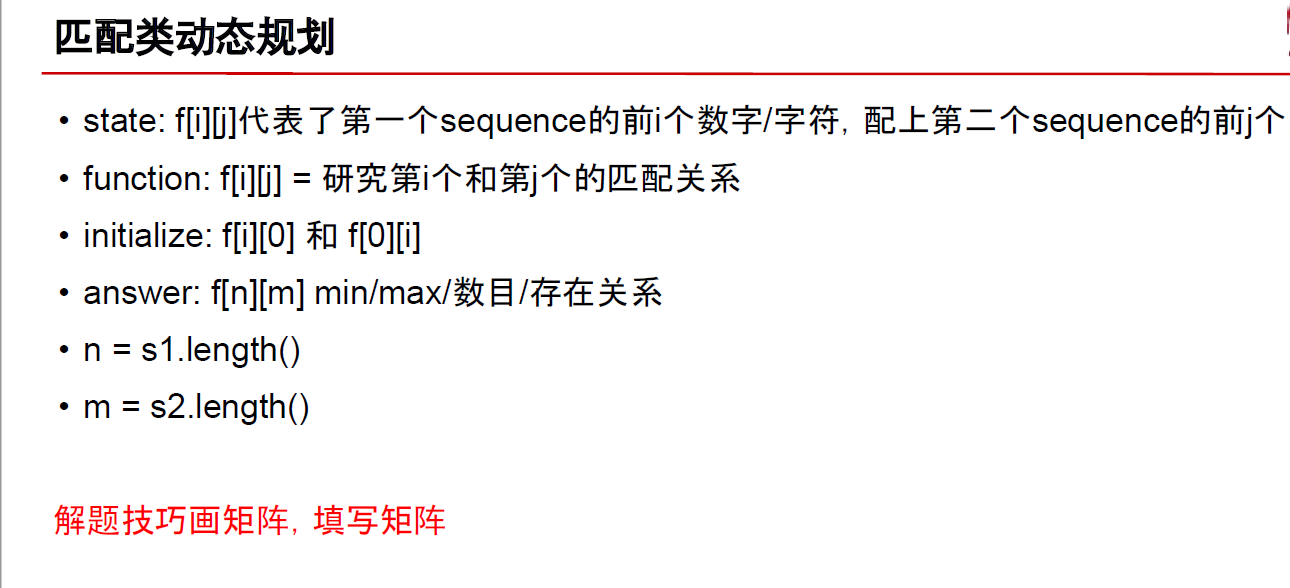 匹配类动态规划
• state: f[i][j]代表了第一个sequence的前i个数字/字符, 配上第二个sequence的前j个
• function: f[i][j] = 研究第i个和第j个的匹配关系
• initialize: f[i][0] 和 f[0][i]
• answer: f[n][m] min/max/数目/存在关系
• n = s1.length()
• m = s2.length()
解题技巧画矩阵, 填写矩阵